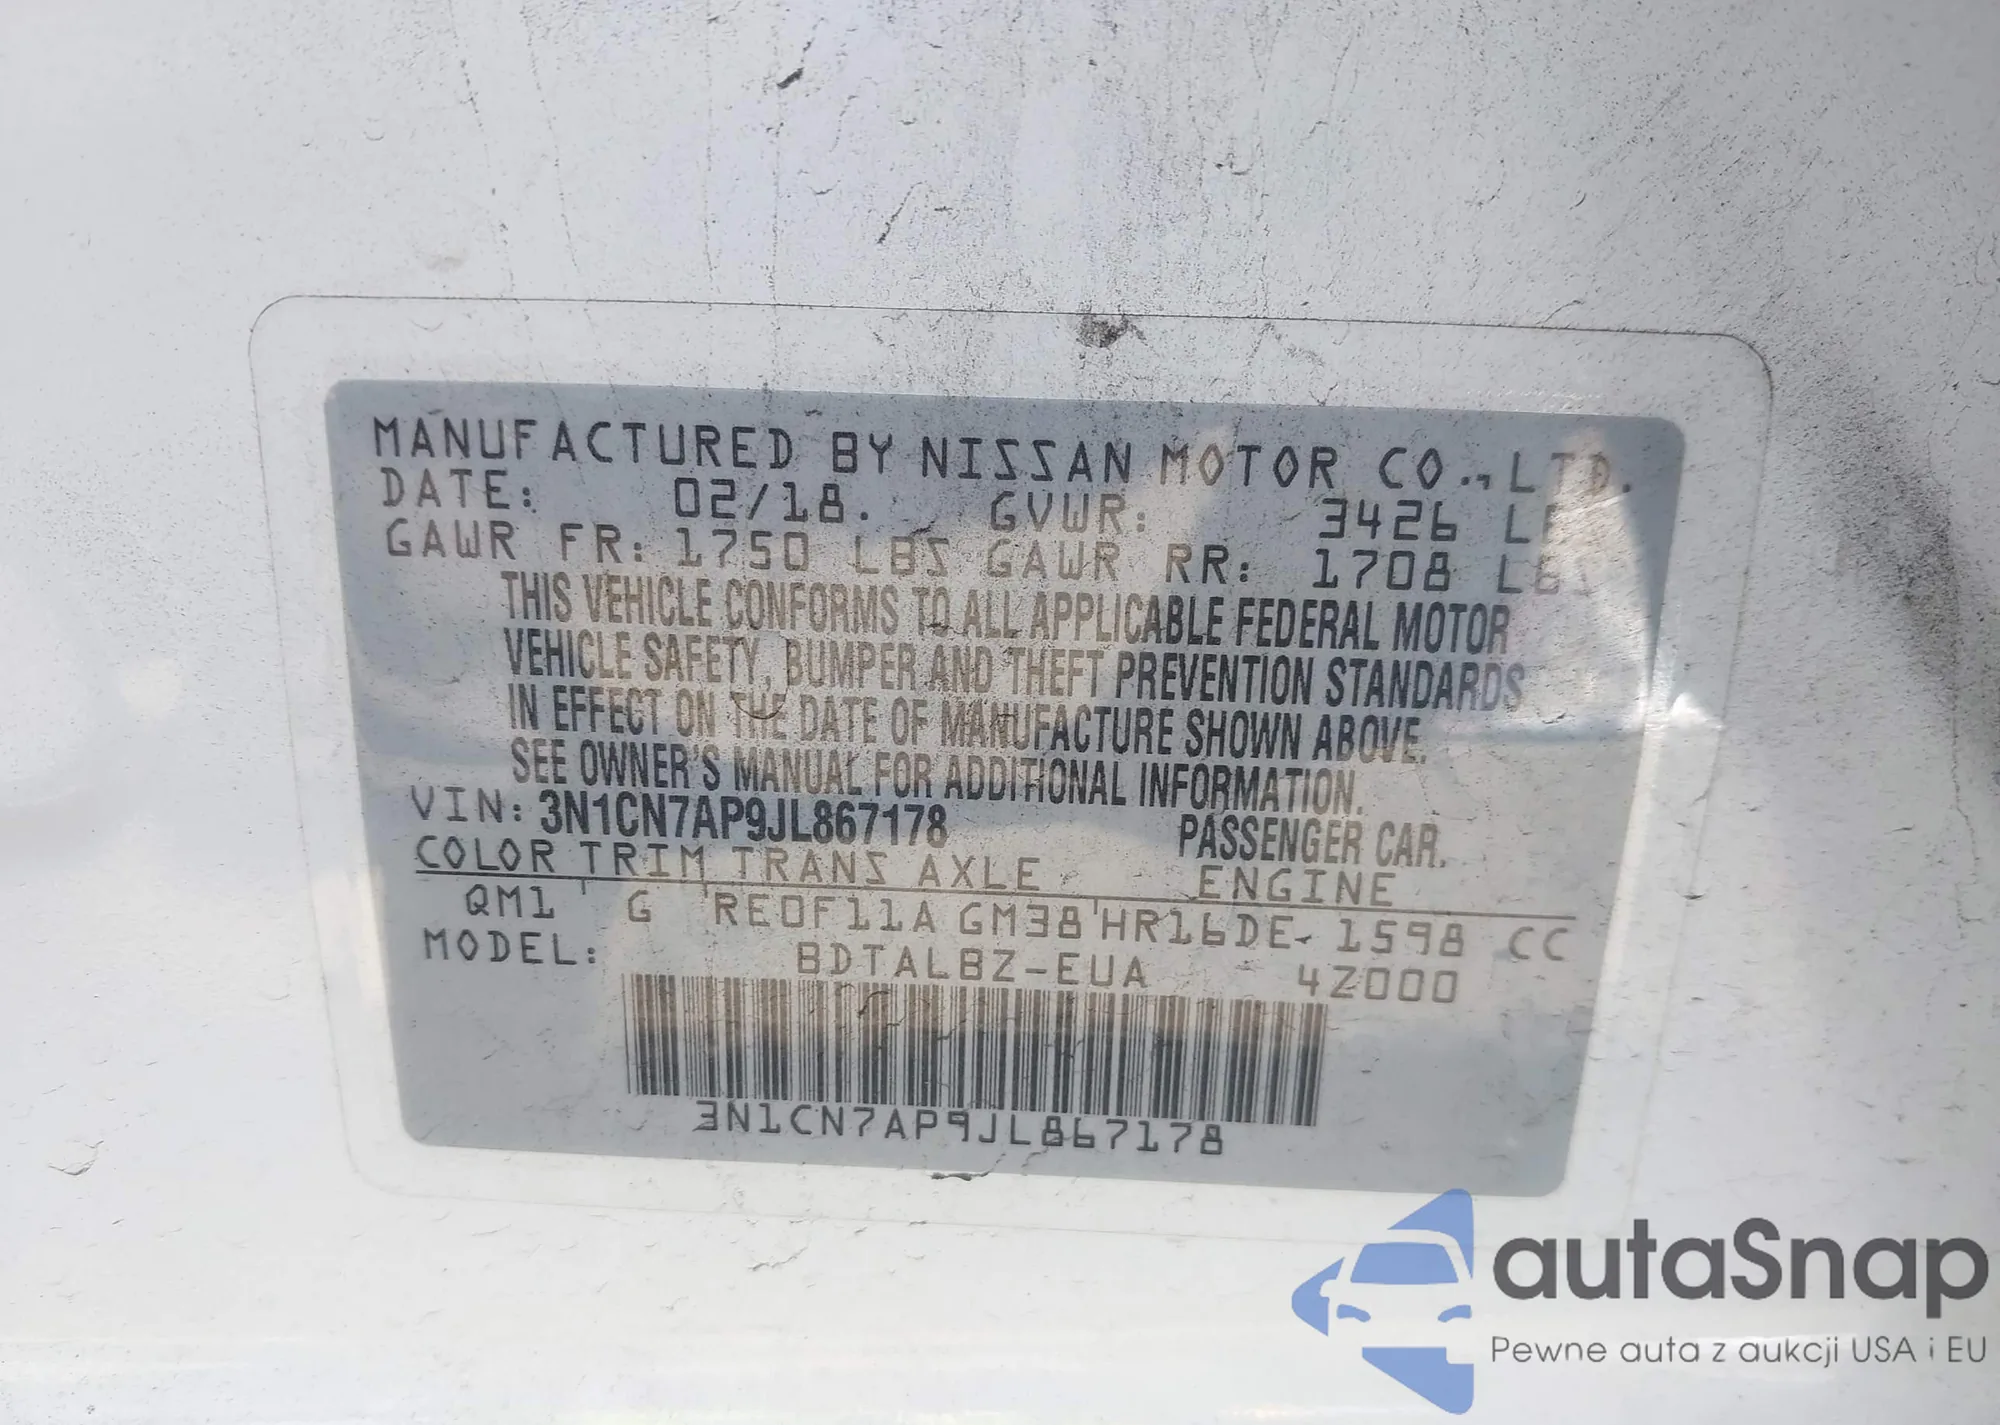 MANUFACTURED BY NISSAN MOTOR CO., LTD.
DATE: 02/18. GVWR: 3426 LBS
GAWR FR: 1750 LBS GAWR RR: 1708 LBS
THIS VEHICLE CONFORMS TO ALL APPLICABLE FEDERAL MOTOR
VEHICLE SAFETY, BUMPER AND THEFT PREVENTION STANDARDS
IN EFFECT ON THE DATE OF MANUFACTURE SHOWN ABOVE.
SEE OWNER'S MANUAL FOR ADDITIONAL INFORMATION.
VIN: 3N1CN7AP9JL867178 PASSENGER CAR.
COLOR TRIM TRANS AXLE ENGINE
QM1 G RE0F11A GM38 HR16DE- 1598 CC
MODEL: BDTALBZ-EUA 4Z000
3N1CN7AP9JL867178
autaSnap
Pewne auta z aukcji USA i EU